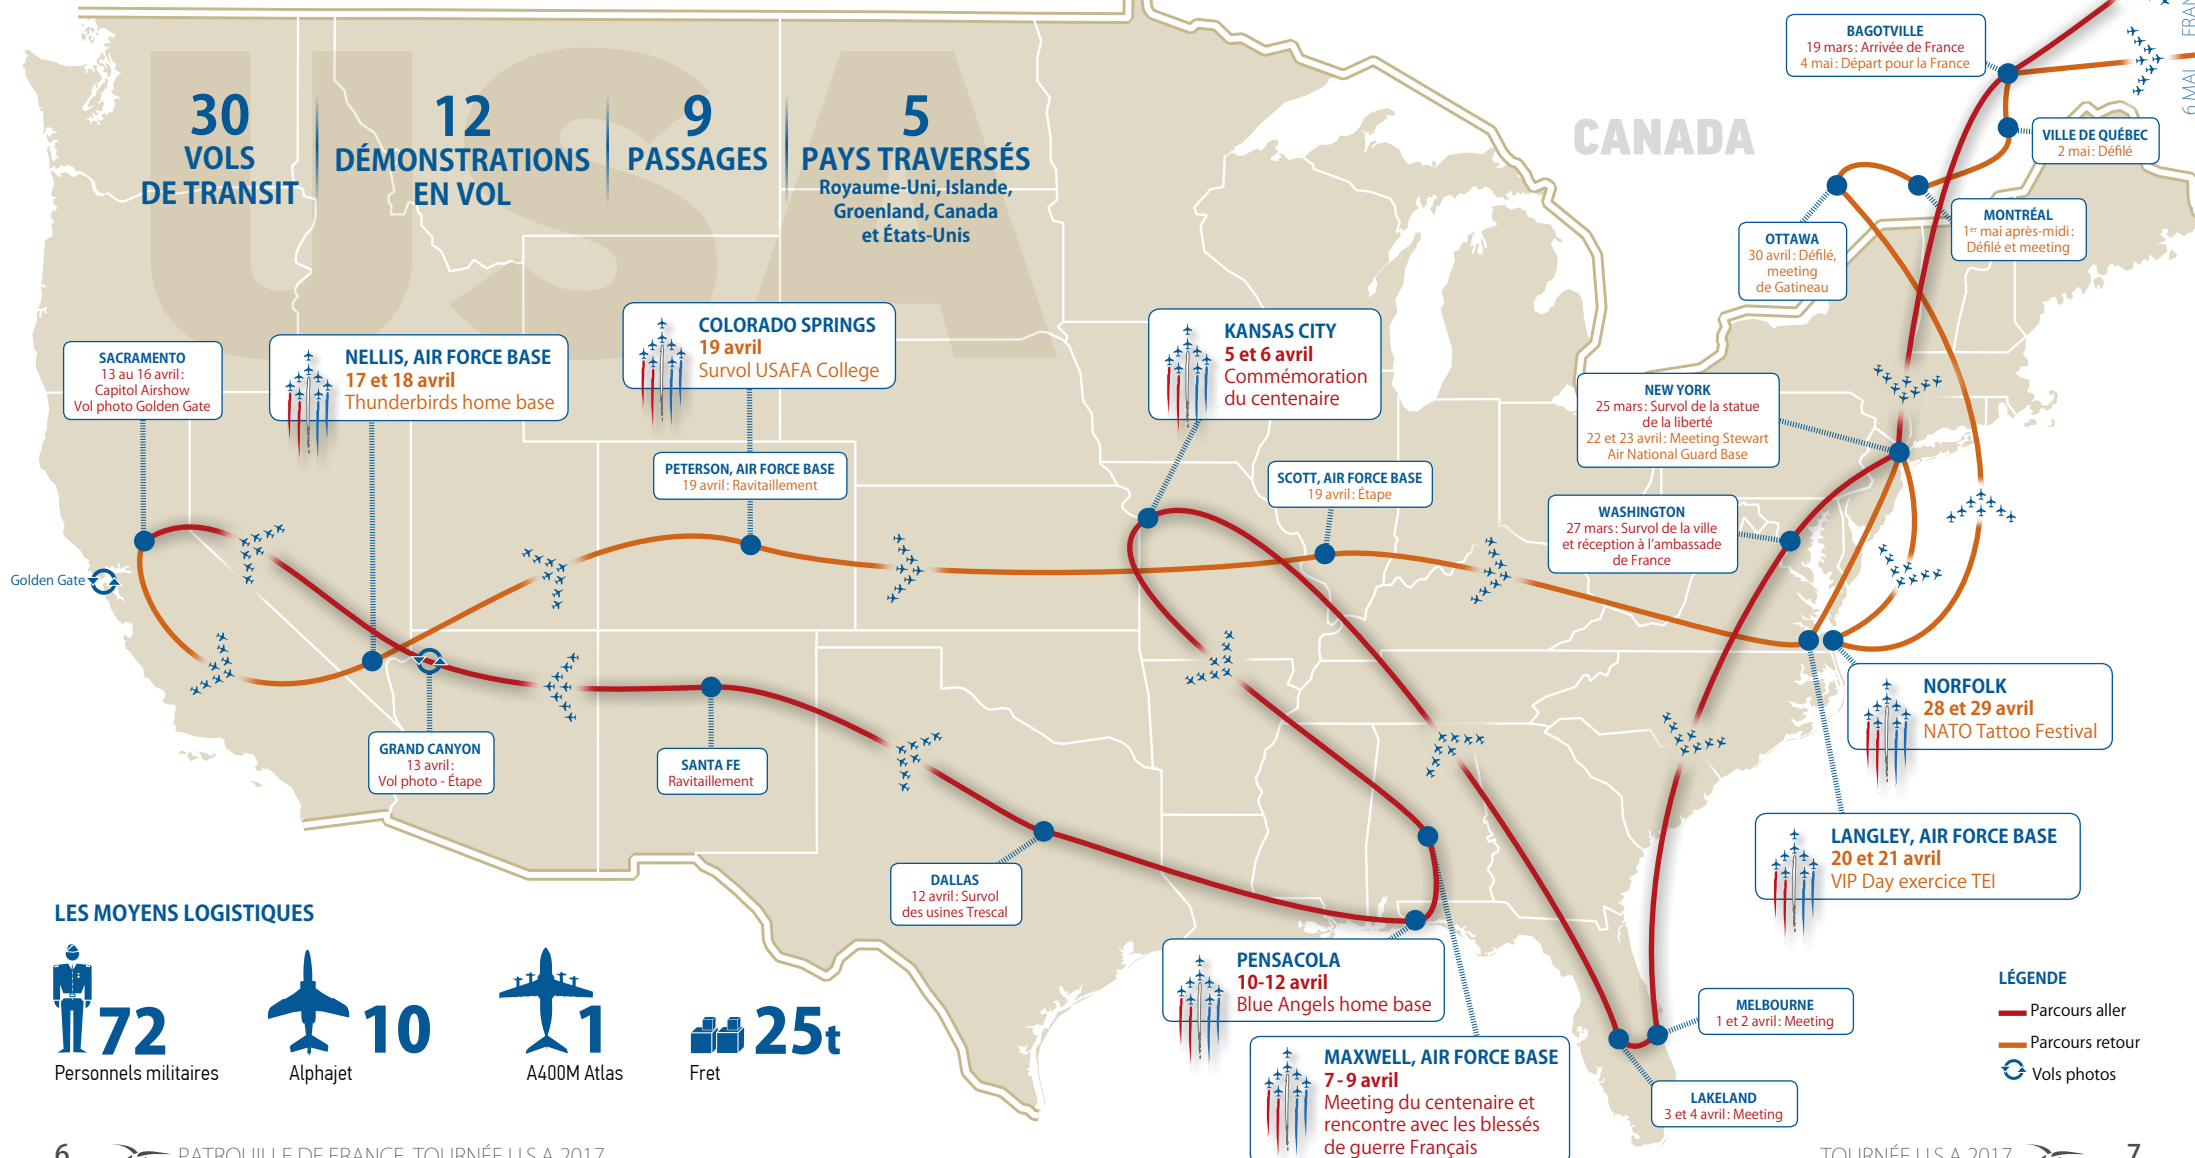 USA
CANADA
30
VOLS
DE TRANSIT
12
DÉMONSTRATIONS
EN VOL
9
PASSAGES
5
PAYS TRAVERSÉS
Royaume-Uni, Islande,
Groenland, Canada
et États-Unis
BAGOTVILLE
19 mars : Arrivée de France
4 mai : Départ pour la France
6 MAI
VILLE DE QUÉBEC
2 mai : Défilé
MONTRÉAL
1er mai après-midi :
Défilé et meeting
OTTAWA
30 avril : Défilé,
meeting
de Gatineau
SACRAMENTO
13 au 16 avril :
Capitol Airshow
Vol photo Golden Gate
NELLIS, AIR FORCE BASE
17 et 18 avril
Thunderbirds home base
COLORADO SPRINGS
19 avril
Survol USAFA College
PETERSON, AIR FORCE BASE
19 avril : Ravitaillement
KANSAS CITY
5 et 6 avril
Commémoration
du centenaire
SCOTT, AIR FORCE BASE
19 avril : Étape
NEW YORK
25 mars : Survol de la statue
de la liberté
22 et 23 avril : Meeting Stewart
Air National Guard Base
WASHINGTON
27 mars : Survol de la ville
et réception à l'ambassade
de France
Golden Gate
GRAND CANYON
13 avril :
Vol photo - Étape
SANTA FE
Ravitaillement
DALLAS
12 avril : Survol
des usines Trescal
NORFOLK
28 et 29 avril
NATO Tattoo Festival
LANGLEY, AIR FORCE BASE
20 et 21 avril
VIP Day exercice TEI
PENSACOLA
10-12 avril
Blue Angels home base
MAXWELL, AIR FORCE BASE
7 - 9 avril
Meeting du centenaire et
rencontre avec les blessés
de guerre Français
MELBOURNE
1 et 2 avril : Meeting
LAKELAND
3 et 4 avril : Meeting
LES MOYENS LOGISTIQUES
72
Personnels militaires
10
Alphajet
1
A400M Atlas
25t
Fret
LÉGENDE
Parcours aller
Parcours retour
Vols photos
6
PATROUILLE DE FRANCE, TOURNÉE U.S.A 2017
TOURNÉE U.S.A 2017
7